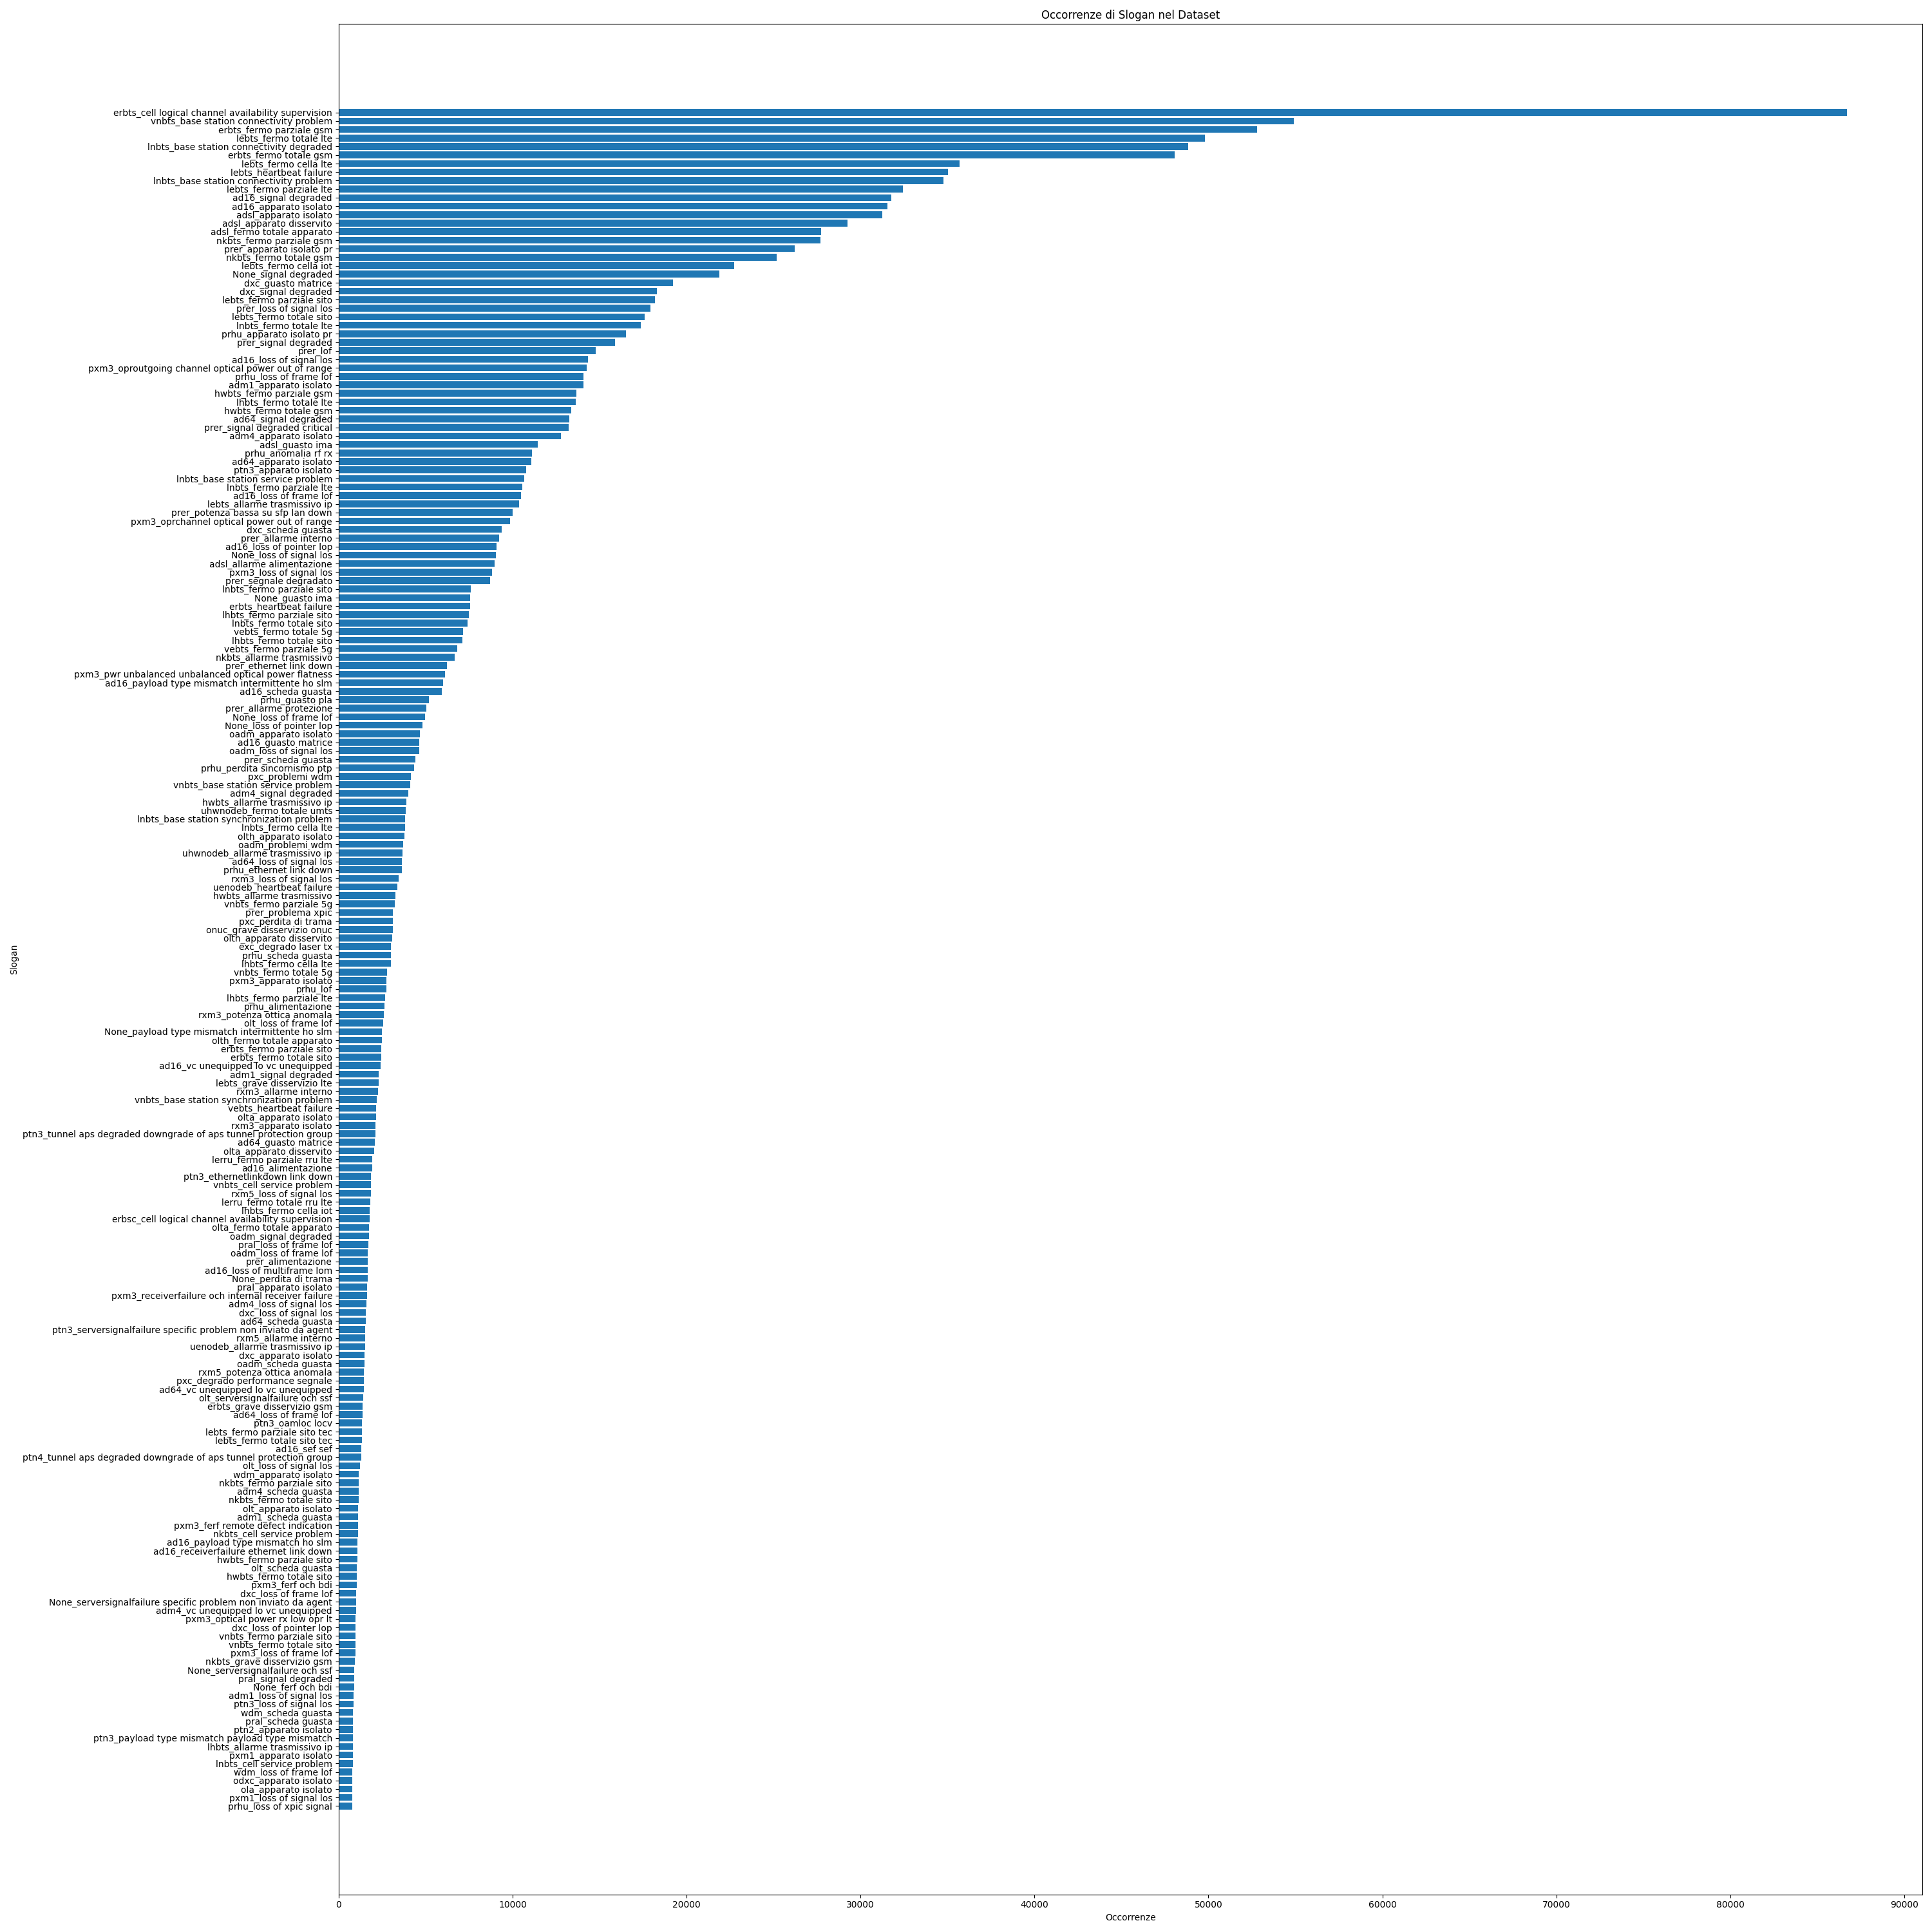 Occorrenze di Slogan nel Dataset
erbts_cell logical channel availability supervision
vnbts_base station connectivity problem
erbts_fermo parziale gsm
lebts_fermo totale lte
lnbts_base station connectivity degraded
erbts_fermo totale gsm
lebts_fermo cella lte
lebts_heartbeat failure
lnbts_base station connectivity problem
lebts_fermo parziale lte
ad16_signal degraded
ad16_apparato isolato
adsl_apparato isolato
adsl_apparato disservito
adsl_fermo totale apparato
nkbts_fermo parziale gsm
prer_apparato isolato pr
nkbts_fermo totale gsm
lebts_fermo cella iot
None_signal degraded
dxc_guasto matrice
dxc_signal degraded
lebts_fermo parziale sito
prer_loss of signal los
lebts_fermo totale sito
lnbts_fermo totale lte
prhu_apparato isolato pr
prer_signal degraded
prer_lof
ad16_loss of signal los
pxm3_oproutgoing channel optical power out of range
prhu_loss of frame lof
adm1_apparato isolato
hwbts_fermo parziale gsm
lhbts_fermo totale lte
hwbts_fermo totale gsm
ad64_signal degraded
prer_signal degraded critical
adm4_apparato isolato
adsl_guasto ima
prhu_anomalia rf rx
ad64_apparato isolato
ptn3_apparato isolato
lnbts_base station service problem
lnbts_fermo parziale lte
ad16_loss of frame lof
lebts_allarme trasmissivo ip
prer_potenza bassa su sfp lan down
pxm3_oprchannel optical power out of range
dxc_scheda guasta
prer_allarme interno
ad16_loss of pointer lop
None_loss of signal los
adsl_allarme alimentazione
pxm3_loss of signal los
prer_segnale degradato
lnbts_fermo parziale sito
None_guasto ima
erbts_heartbeat failure
lhbts_fermo parziale sito
lnbts_fermo totale sito
vebts_fermo totale 5g
lhbts_fermo totale sito
vebts_fermo parziale 5g
nkbts_allarme trasmissivo
prer_ethernet link down
pxm3_pwr unbalanced unbalanced optical power flatness
ad16_payload type mismatch intermittente ho slm
ad16_scheda guasta
prhu_guasto pla
prer_allarme protezione
None_loss of frame lof
None_loss of pointer lop
oadm_apparato isolato
ad16_guasto matrice
oadm_loss of signal los
prer_scheda guasta
prhu_perdita sincornismo ptp
pxc_problemi wdm
vnbts_base station service problem
adm4_signal degraded
hwbts_allarme trasmissivo ip
uhwnodeb_fermo totale umts
lnbts_base station synchronization problem
lnbts_fermo cella lte
olth_apparato isolato
oadm_problemi wdm
uhwnodeb_allarme trasmissivo ip
ad64_loss of signal los
prhu_ethernet link down
rxm3_loss of signal los
uenodeb_heartbeat failure
hwbts_allarme trasmissivo
vnbts_fermo parziale 5g
prer_problema xpic
pxc_perdita di trama
onuc_grave disservizio onuc
olth_apparato disservito
exc_degrado laser tx
prhu_scheda guasta
lhbts_fermo cella lte
vnbts_fermo totale 5g
pxm3_apparato isolato
prhu_lof
lhbts_fermo parziale lte
prhu_alimentazione
rxm3_potenza ottica anomala
olt_loss of frame lof
None_payload type mismatch intermittente ho slm
olth_fermo totale apparato
erbts_fermo parziale sito
erbts_fermo totale sito
ad16_vc unequipped lo vc unequipped
adm1_signal degraded
lebts_grave disservizio lte
rxm3_allarme interno
vnbts_base station synchronization problem
vebts_heartbeat failure
olta_apparato isolato
rxm3_apparato isolato
ptn3_tunnel aps degraded downgrade of aps tunnel protection group
ad64_guasto matrice
olta_apparato disservito
lerru_fermo parziale rru lte
ad16_alimentazione
ptn3_ethernetlinkdown link down
vnbts_cell service problem
rxm5_loss of signal los
lerru_fermo totale rru lte
lhbts_fermo cella iot
erbsc_cell logical channel availability supervision
olta_fermo totale apparato
oadm_signal degraded
pral_loss of frame lof
oadm_loss of frame lof
prer_alimentazione
ad16_loss of multiframe lom
None_perdita di trama
pral_apparato isolato
pxm3_receiverfailure och internal receiver failure
adm4_loss of signal los
dxc_loss of signal los
ad64_scheda guasta
ptn3_serversignalfailure specific problem non inviato da agent
rxm5_allarme interno
uenodeb_allarme trasmissivo ip
dxc_apparato isolato
oadm_scheda guasta
rxm5_potenza ottica anomala
pxc_degrado performance segnale
ad64_vc unequipped lo vc unequipped
olt_serversignalfailure och ssf
erbts_grave disservizio gsm
ad64_loss of frame lof
ptn3_oamloc locv
lebts_fermo parziale sito tec
lebts_fermo totale sito tec
ad16_sef sef
ptn4_tunnel aps degraded downgrade of aps tunnel protection group
olt_loss of signal los
wdm_apparato isolato
nkbts_fermo parziale sito
adm4_scheda guasta
nkbts_fermo totale sito
olt_apparato isolato
adm1_scheda guasta
pxm3_ferf remote defect indication
nkbts_cell service problem
ad16_payload type mismatch ho slm
ad16_receiverfailure ethernet link down
hwbts_fermo parziale sito
olt_scheda guasta
hwbts_fermo totale sito
pxm3_ferf och bdi
dxc_loss of frame lof
None_serversignalfailure specific problem non inviato da agent
adm4_vc unequipped lo vc unequipped
pxm3_optical power rx low opr lt
dxc_loss of pointer lop
vnbts_fermo parziale sito
vnbts_fermo totale sito
pxm3_loss of frame lof
nkbts_grave disservizio gsm
None_serversignalfailure och ssf
pral_signal degraded
None_ferf och bdi
adm1_loss of signal los
ptn3_loss of signal los
wdm_scheda guasta
pral_scheda guasta
ptn2_apparato isolato
ptn3_payload type mismatch payload type mismatch
lhbts_allarme trasmissivo ip
pxm1_apparato isolato
lnbts_cell service problem
wdm_loss of frame lof
odxc_apparato isolato
ola_apparato isolato
pxm1_loss of signal los
prhu_loss of xpic signal
Slogan
0 10000 20000 30000 40000 50000 60000 70000 80000 90000
Occorrenze